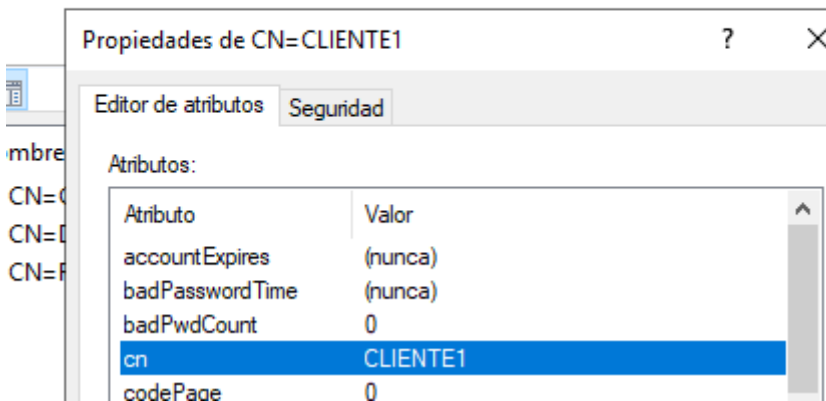 Propiedades de CN=CLIENTE1 ?
Editor de atributos Seguridad
Atributos:
Atributo Valor
accountExpires (nunca)
badPasswordTime (nunca)
badPwdCount 0
cn CLIENTE1
codePage 0
CN=
CN=
CN=